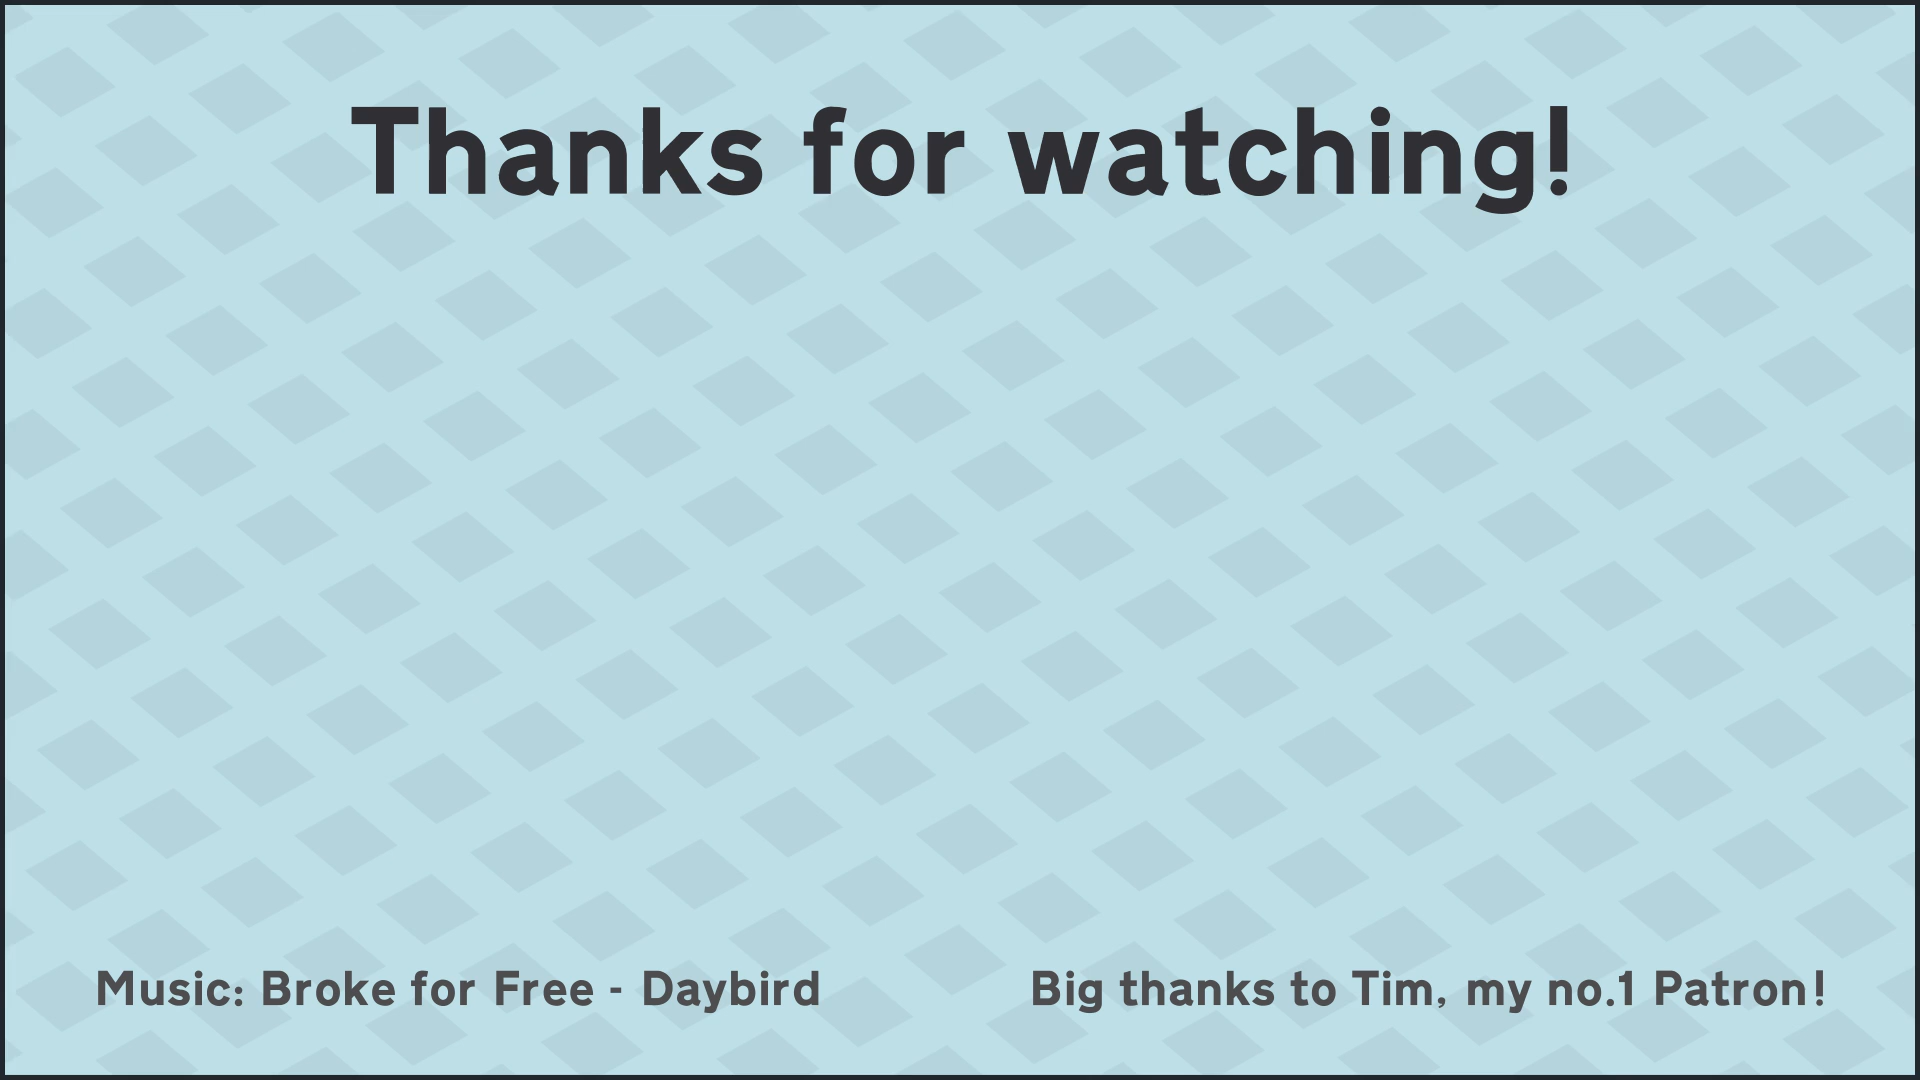 Thanks for watching!
Music: Broke for Free - Daybird
Big thanks to Tim, my no.1 Patron!